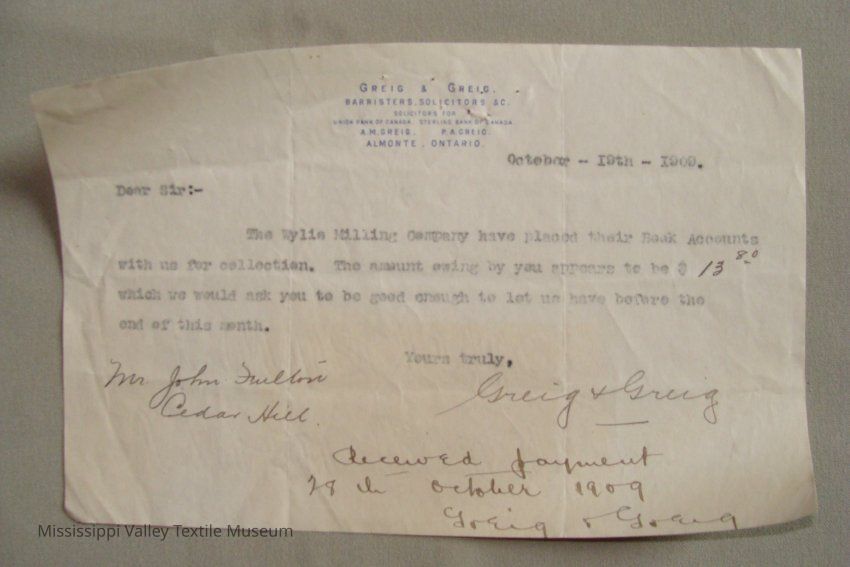 GREIG & GREIG.
BARRISTERS, SOLICITORS &C.
SOLICITORS FOR
UNION BANK OF CANADA. STERLING BANK OF CANADA.
A.M. GREIG. P.A. GREIG.
ALMONTE, ONTARIO.
October - 19th - 1909.
Dear Sir:-
The Wylie Milling Company have placed their Book Accounts
with us for collection. The amount owing by you appears to be $ 13 80
which we would ask you to be good enough to let us have before the
end of this month.
Yours truly,
Mr John Fulton
Cedar Hill.
Greig & Greig
Received payment
28 th October 1909
Greig & Greig
Mississippi Valley Textile Museum